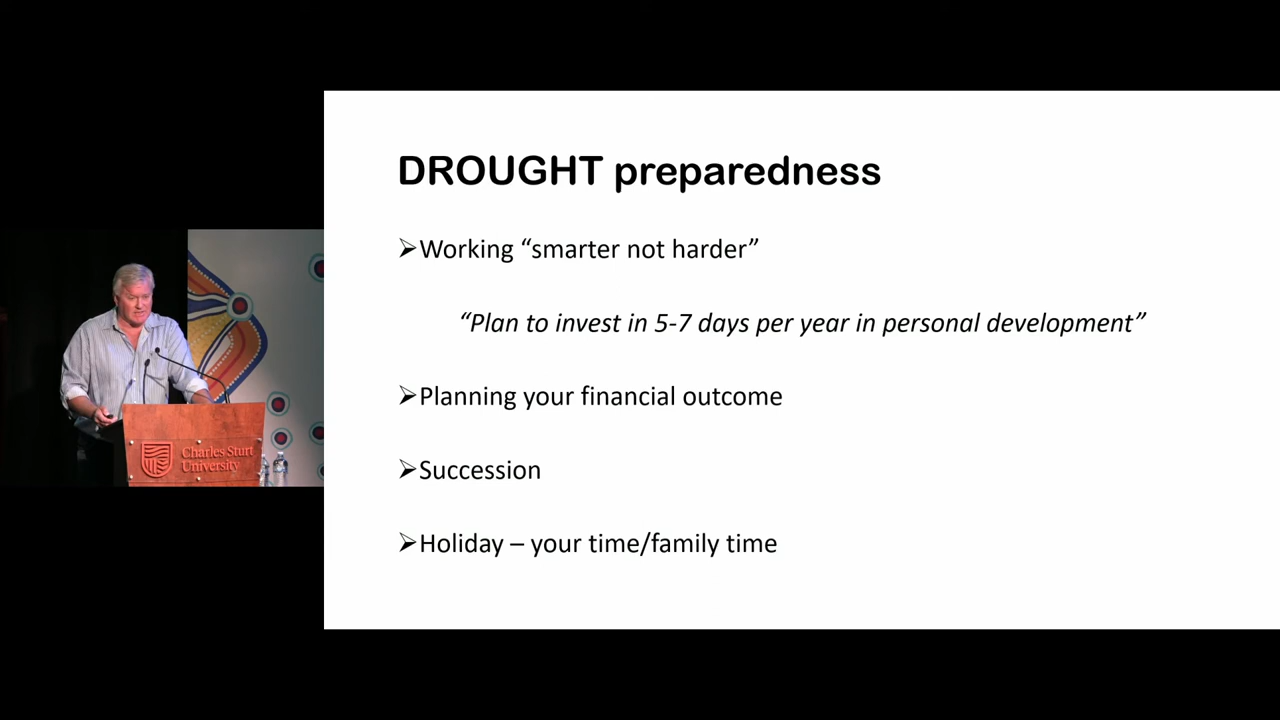 DROUGHT preparedness
➢Working “smarter not harder”
“Plan to invest in 5-7 days per year in personal development”
➢Planning your financial outcome
➢Succession
➢Holiday – your time/family time
Charles Sturt
University